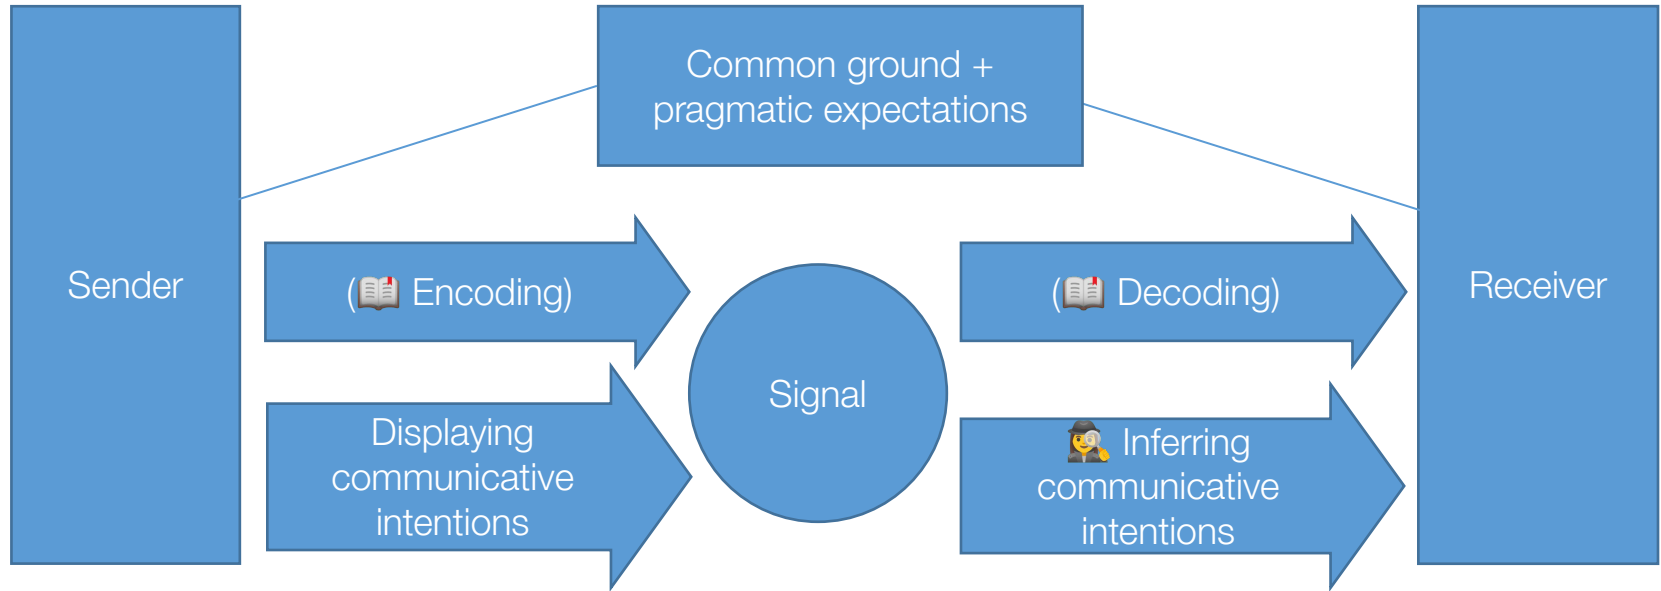 Common ground +
pragmatic expectations
Sender
(📖 Encoding)
Displaying
communicative
intentions
Signal
(📖 Decoding)
🕵️‍♀️ Inferring
communicative
intentions
Receiver